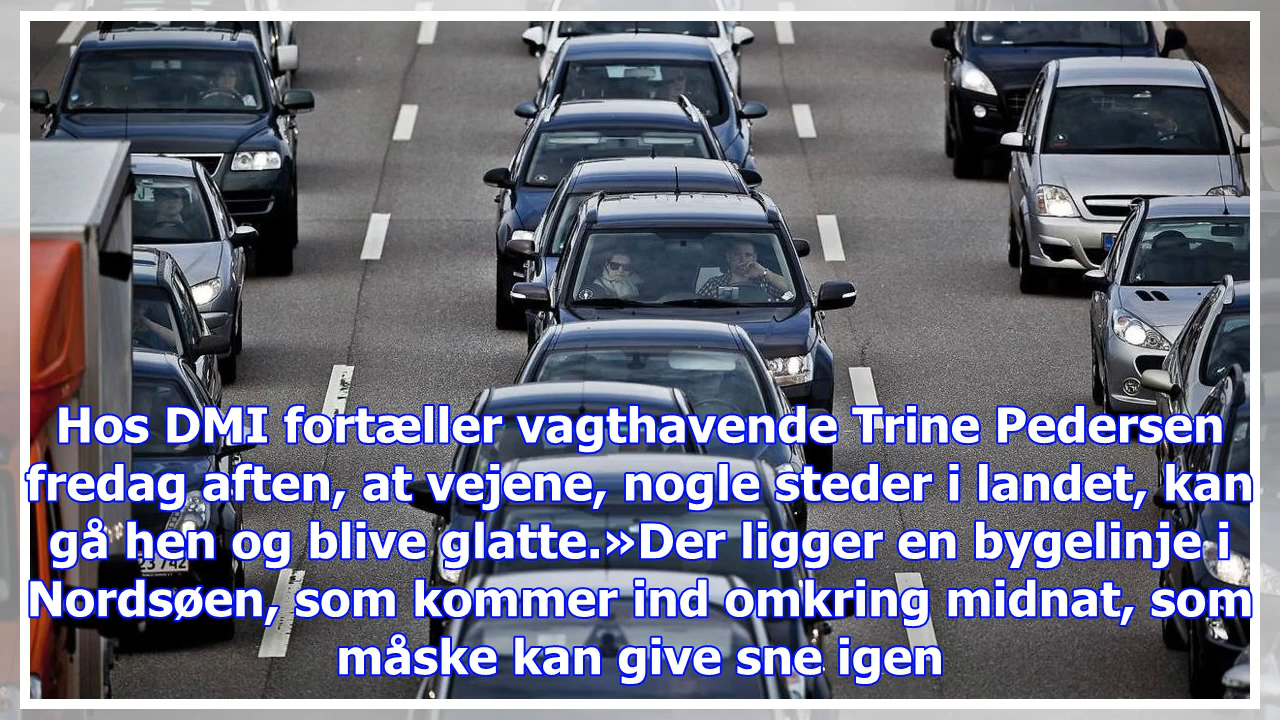 Hos DMI fortæller vagthavende Trine Pedersen
fredag aften, at vejene, nogle steder i landet, kan
gå hen og blive glatte.»Der ligger en bygelinje i
Nordsøen, som kommer ind omkring midnat, som
måske kan give sne igen